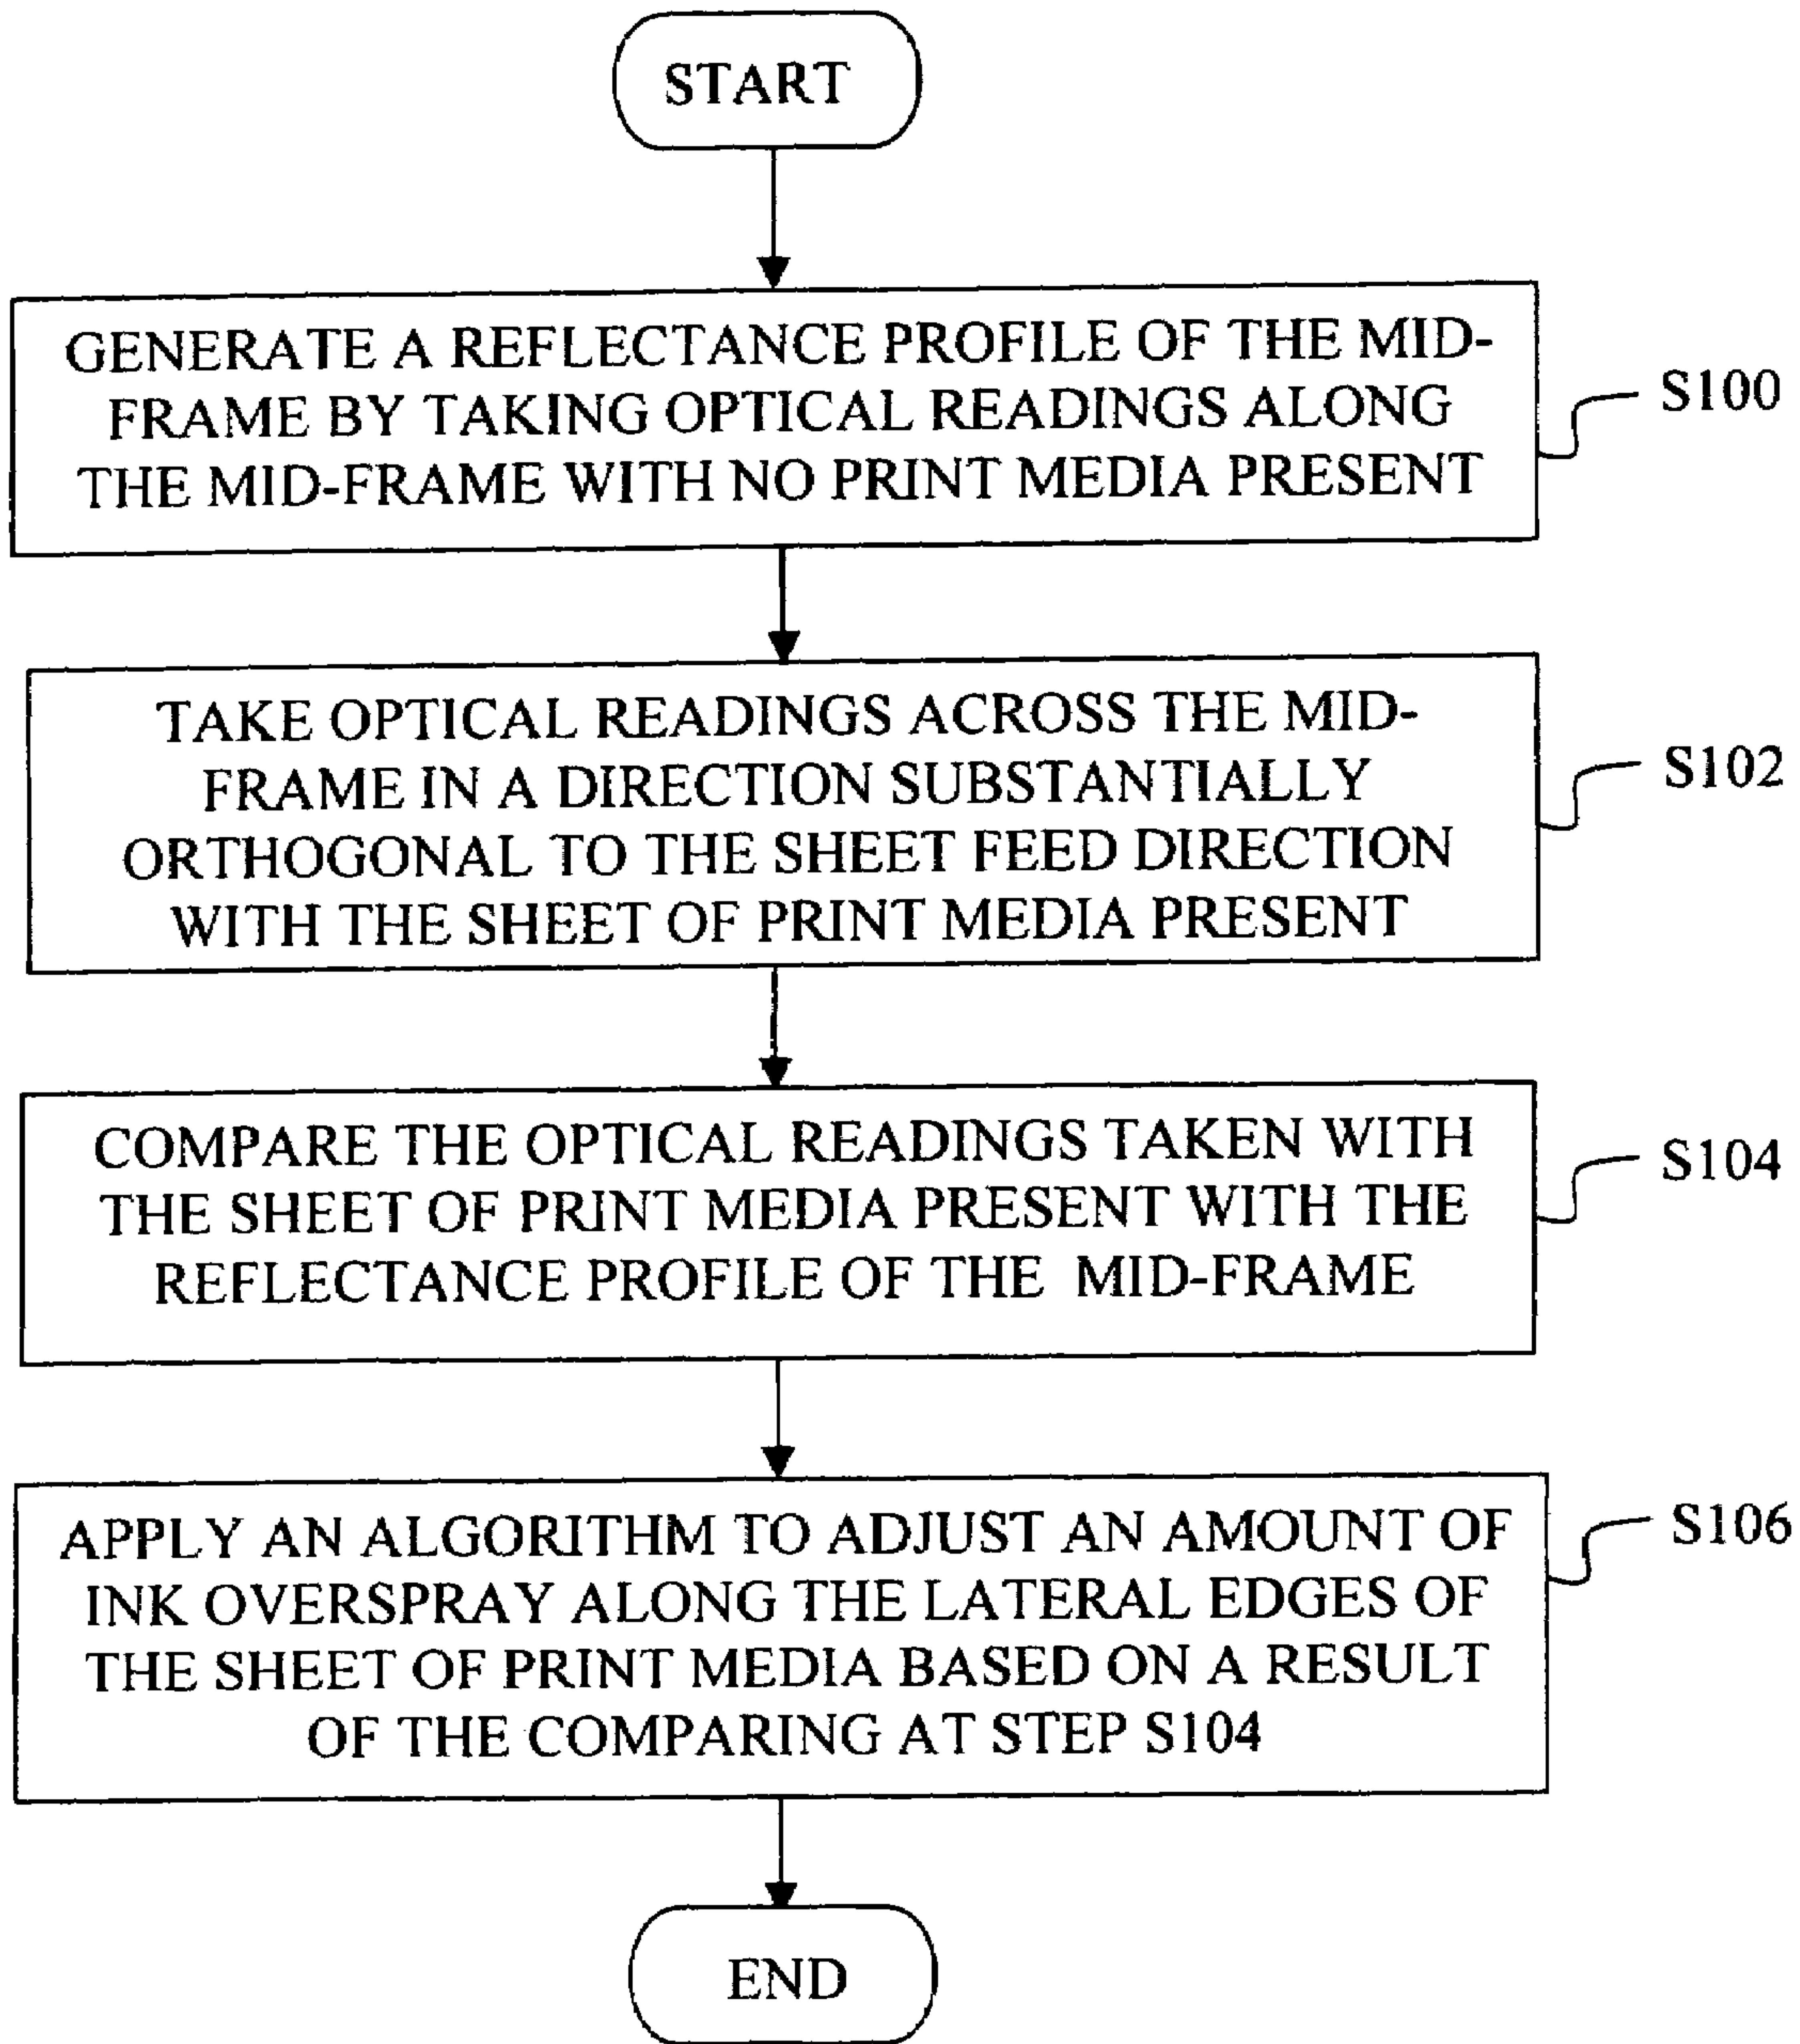 START
GENERATE A REFLECTANCE PROFILE OF THE MID-
FRAME BY TAKING OPTICAL READINGS ALONG
THE MID-FRAME WITH NO PRINT MEDIA PRESENT
S100
TAKE OPTICAL READINGS ACROSS THE MID-
FRAME IN A DIRECTION SUBSTANTIALLY
ORTHOGONAL TO THE SHEET FEED DIRECTION
WITH THE SHEET OF PRINT MEDIA PRESENT
S102
COMPARE THE OPTICAL READINGS TAKEN WITH
THE SHEET OF PRINT MEDIA PRESENT WITH THE
REFLECTANCE PROFILE OF THE MID-FRAME
S104
APPLY AN ALGORITHM TO ADJUST AN AMOUNT OF
INK OVERSPRAY ALONG THE LATERAL EDGES OF
THE SHEET OF PRINT MEDIA BASED ON A RESULT
OF THE COMPARING AT STEP S104
S106
END